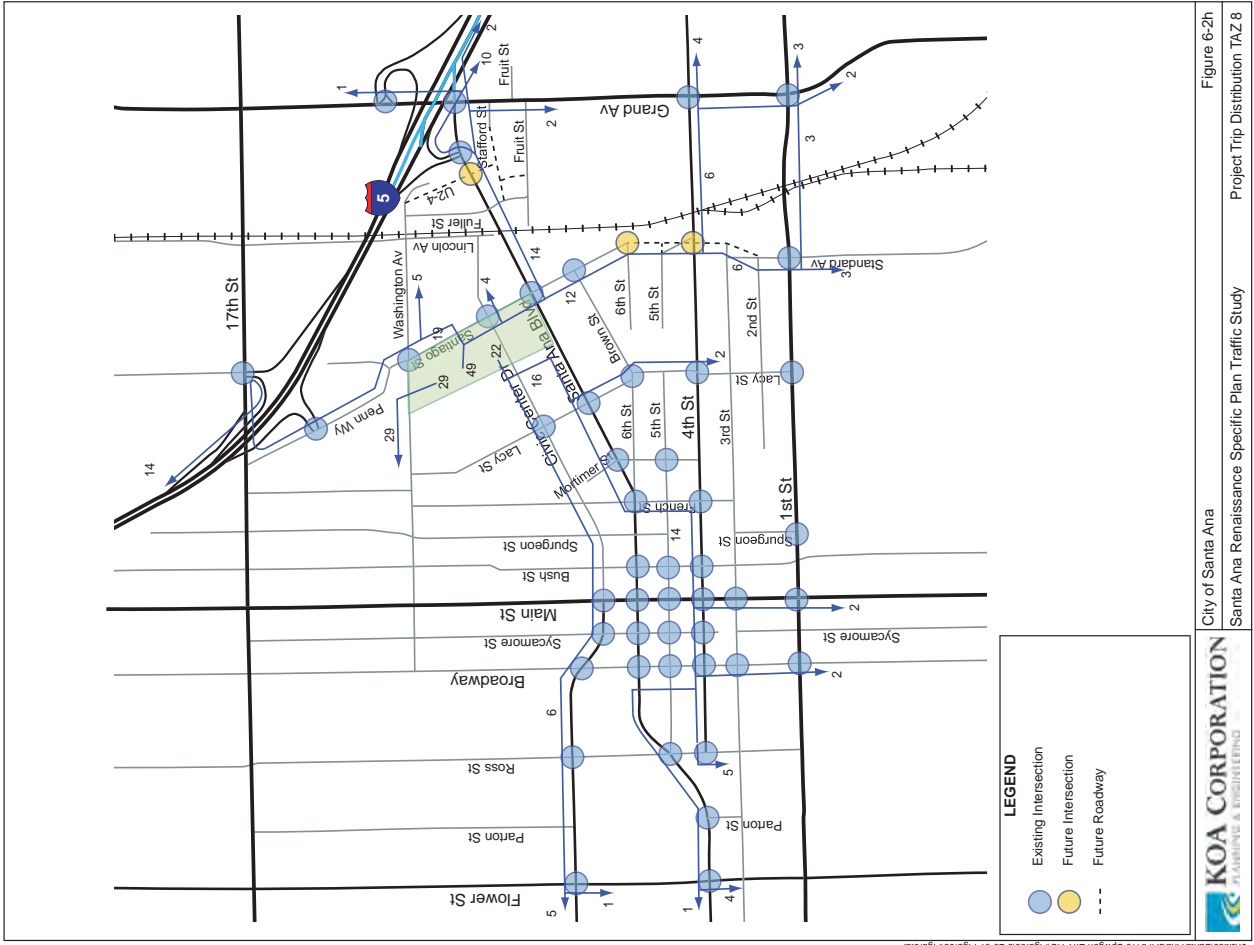 17th St
Penn Wy
Washington Av
Lincoln Av
Fuller St
U2-4
Stafford St
Fruit St
Fruit St
Grand Av
Santiago St
Civic Center Dr
Santa Ana Blvd
Brown St
6th St
5th St
2nd St
Standard Av
Lacy St
Lacy St
Mortimer St
6th St
5th St
4th St
3rd St
1st St
French St
Spurgeon St
Spurgeon St
Bush St
Main St
Sycamore St
Sycamore St
Broadway
Ross St
Parton St
Parton St
Flower St
5
1
2
10
2
4
3
2
3
6
6
3
14
12
5
4
19
22
49
29
29
16
2
14
14
2
2
6
5
5
1
1
4
LEGEND
Existing Intersection
Future Intersection
Future Roadway
KOA CORPORATION
PLANNING & ENGINEERING
City of Santa Ana
Figure 6-2h
Santa Ana Renaissance Specific Plan Traffic Study
Project Trip Distribution TAZ 8